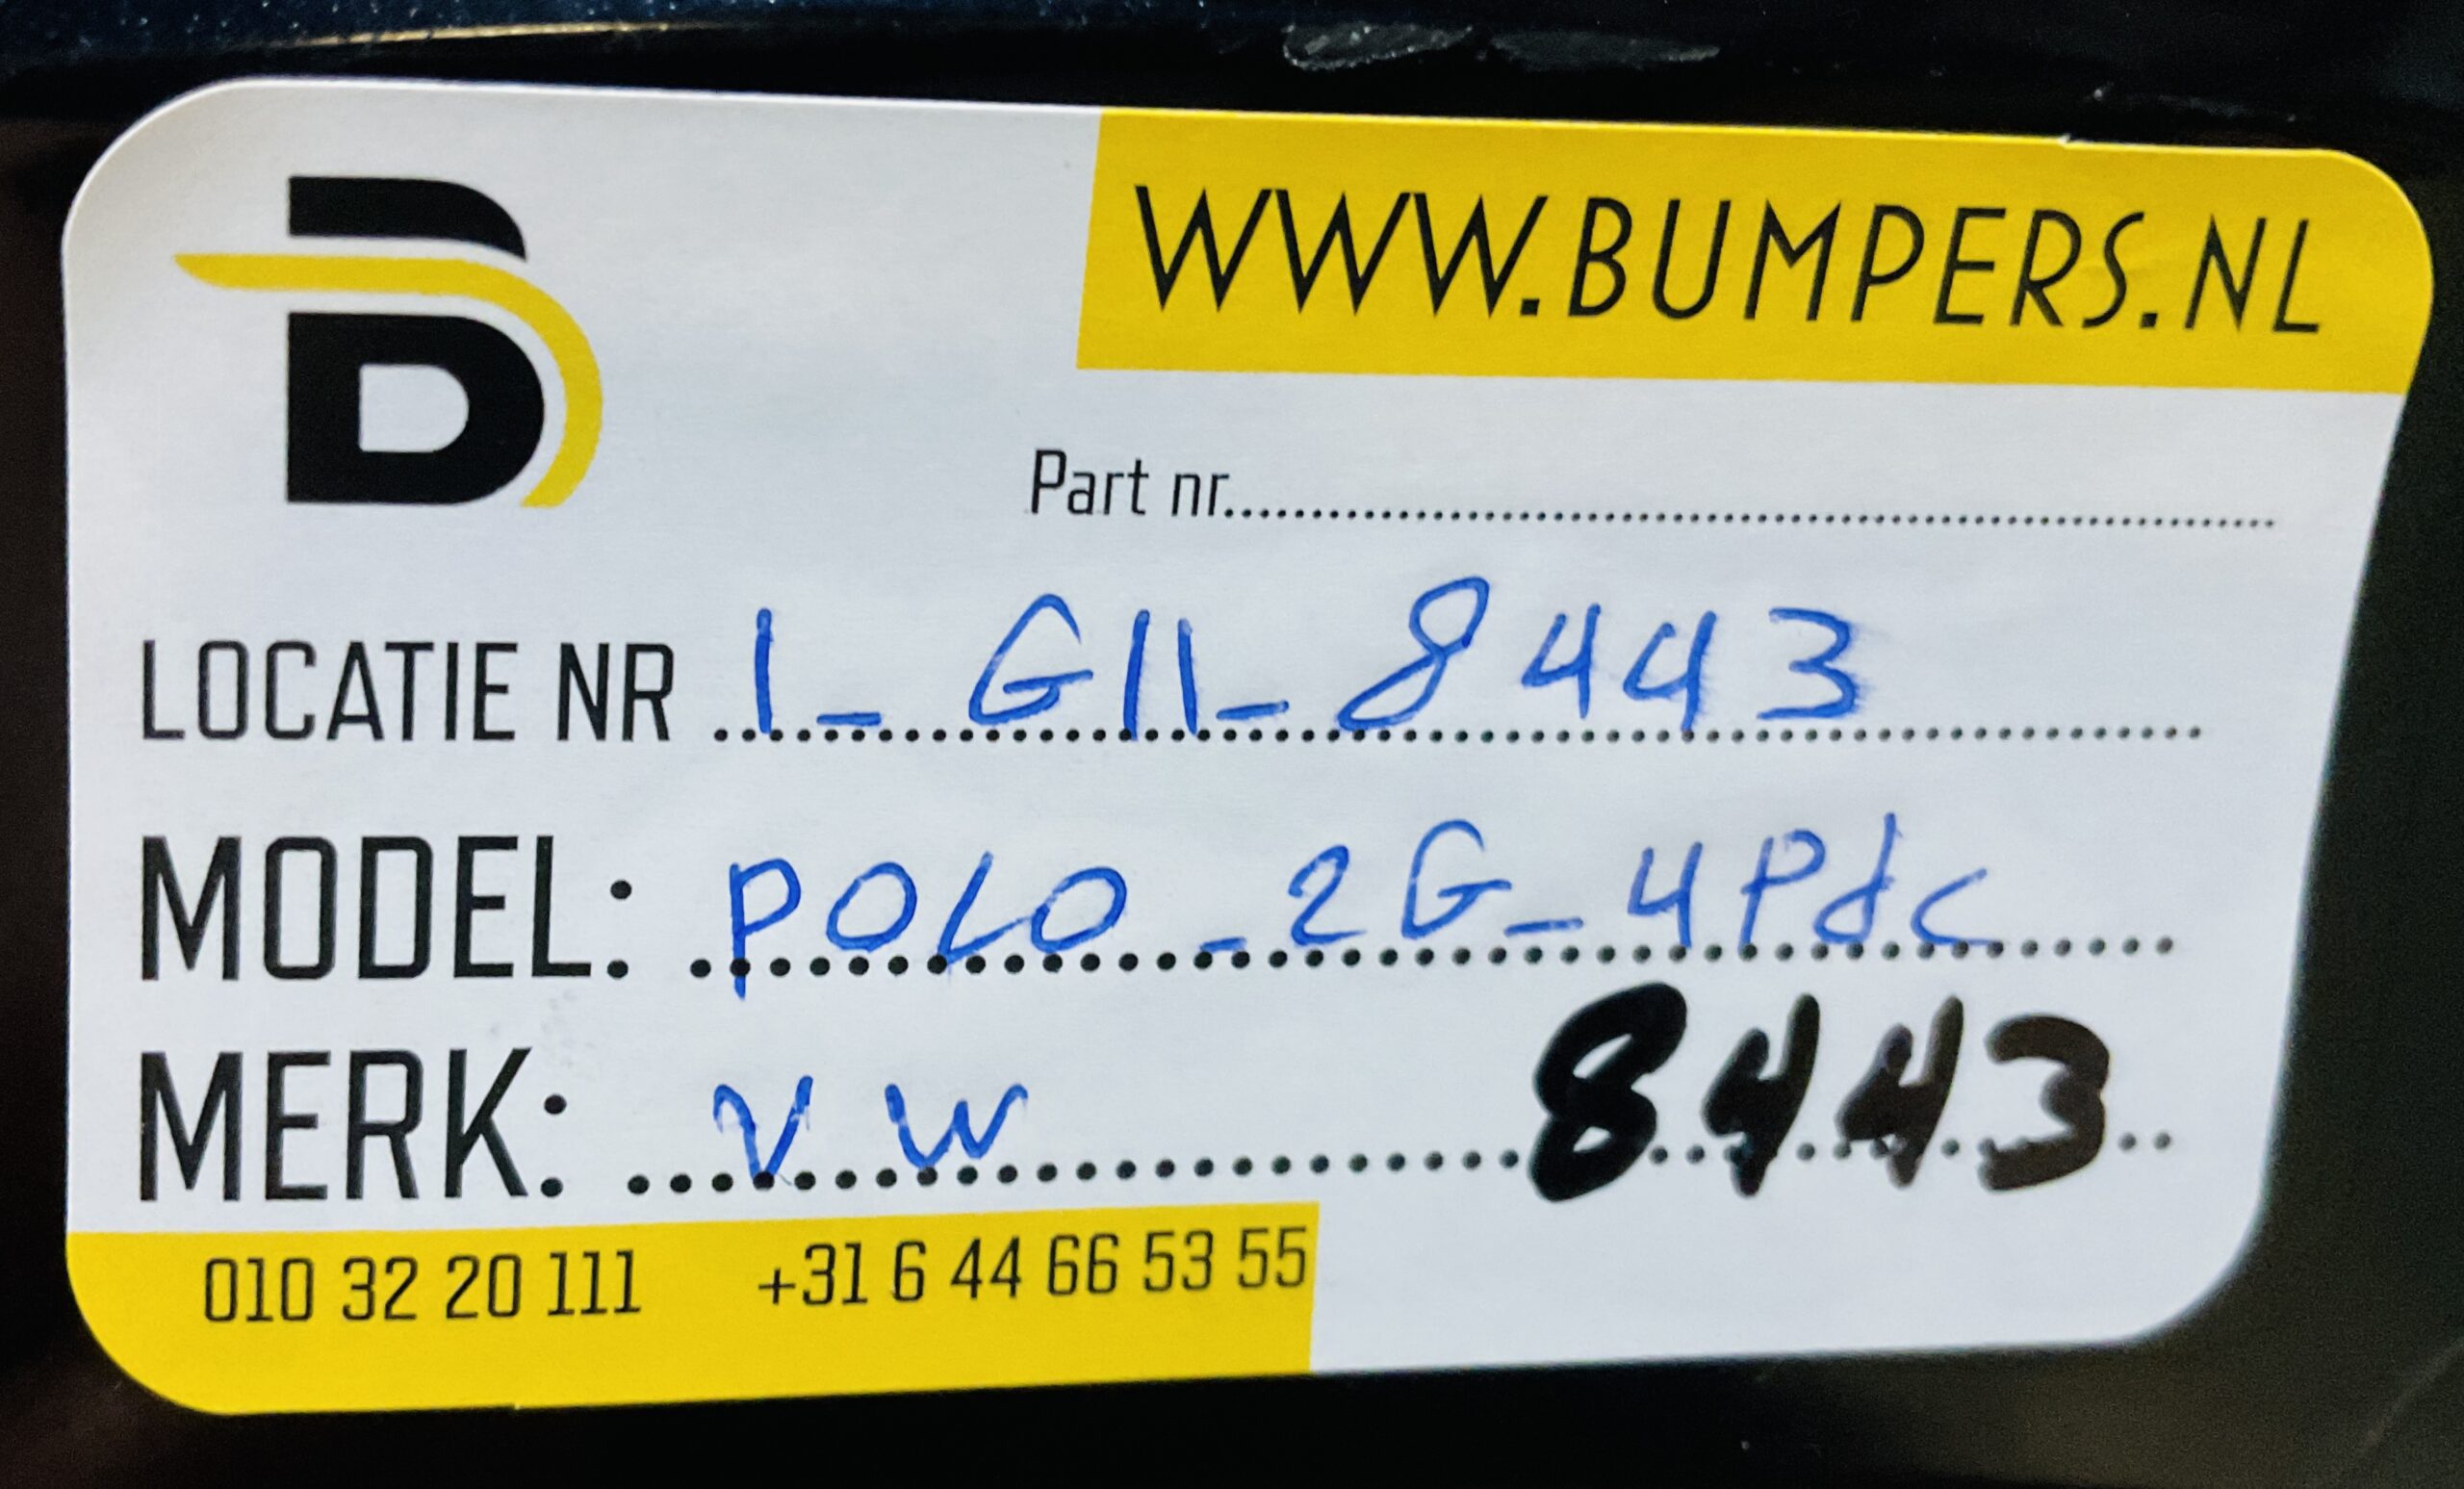 WWW.BUMPERS.NL
Part nr.
LOCATIE NR 1_G11_8443
MODEL: POLO_2G_4Pdc
MERK: VW 8443
010 32 20 111 +31 6 44 66 53 55